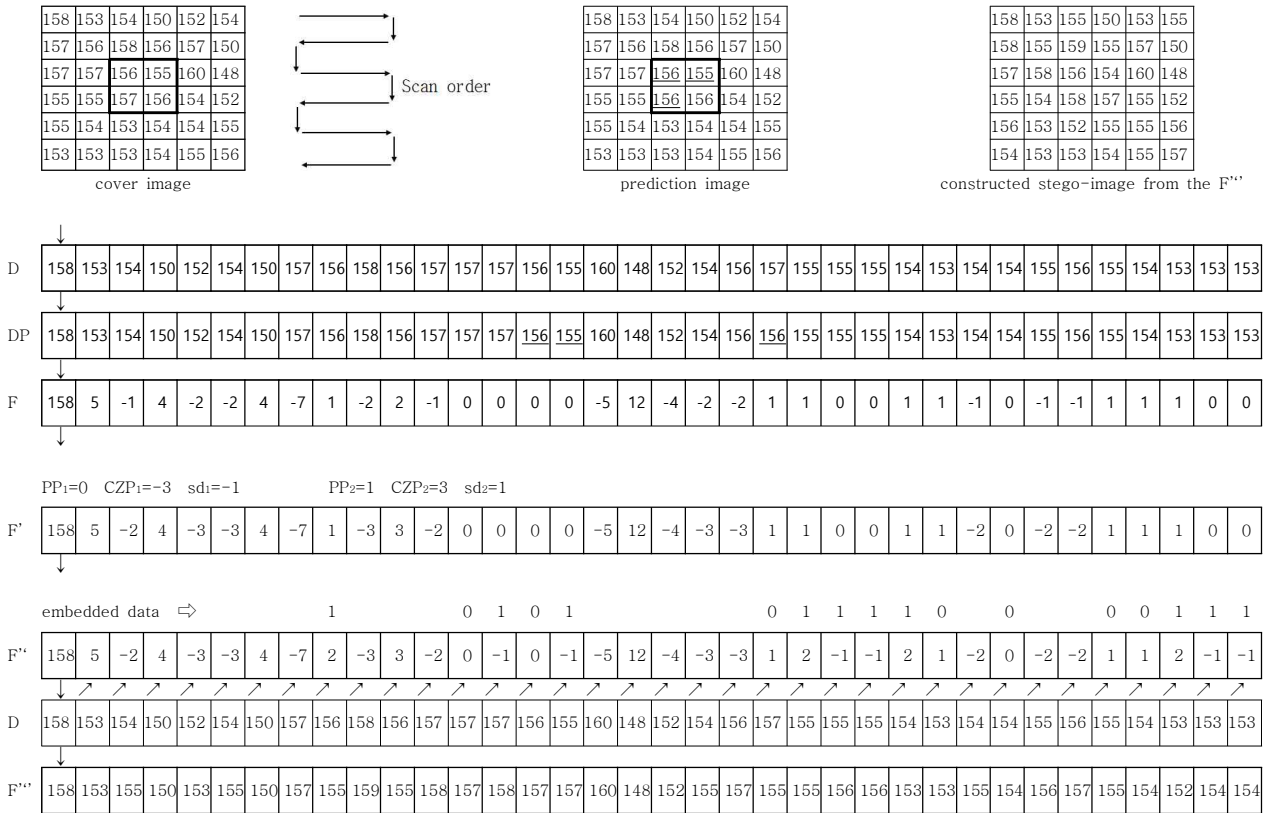 158 153 154 150 152 154
157 156 158 156 157 150
157 157 156 155 160 148
155 155 157 156 154 152
155 154 153 154 154 155
153 153 153 154 155 156
cover image
Scan order
158 153 154 150 152 154
157 156 158 156 157 150
157 157 156 155 160 148
155 155 156 156 154 152
155 154 153 154 154 155
153 153 153 154 155 156
prediction image
158 153 155 150 153 155
158 155 159 155 157 150
157 158 156 154 160 148
155 154 158 157 155 152
156 153 152 155 155 156
154 153 153 154 155 157
constructed stego-image from the F'‘’
D 158 153 154 150 152 154 150 157 156 158 156 157 157 157 156 155 160 148 152 154 156 157 155 155 155 154 153 154 154 155 156 155 154 153 153 153
DP 158 153 154 150 152 154 150 157 156 158 156 157 157 157 156 155 160 148 152 154 156 156 155 155 155 154 153 154 154 155 156 155 154 153 153 153
F 158 5 -1 4 -2 -2 4 -7 1 -2 2 -1 0 0 0 0 -5 12 -4 -2 -2 1 1 0 0 1 1 -1 0 -1 -1 1 1 1 0 0
PP₁=0 CZP₁=-3 sd₁=-1 PP₂=1 CZP₂=3 sd₂=1
F' 158 5 -2 4 -3 -3 4 -7 1 -3 3 -2 0 0 0 0 -5 12 -4 -3 -3 1 1 0 0 1 1 -2 0 -2 -2 1 1 1 0 0
embedded data ⇨ 1 0 1 0 1 0 1 1 1 1 0 0 0 0 1 1 1
F'‘ 158 5 -2 4 -3 -3 4 -7 2 -3 3 -2 0 -1 0 -1 -5 12 -4 -3 -3 1 2 -1 -1 2 1 -2 0 -2 -2 1 1 2 -1 -1
D 158 153 154 150 152 154 150 157 156 158 156 157 157 157 156 155 160 148 152 154 156 157 155 155 155 154 153 154 154 155 156 155 154 153 153 153
F'‘’ 158 153 155 150 153 155 150 157 155 159 155 158 157 158 157 157 160 148 152 155 157 155 155 156 156 153 153 155 154 156 157 155 154 152 154 154